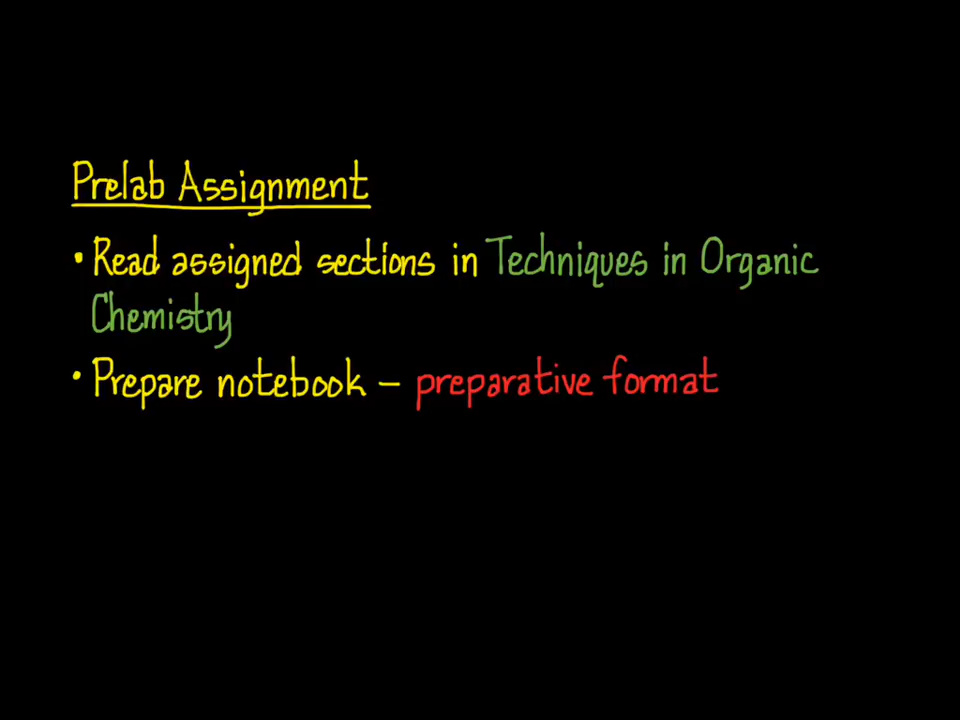 Prelab Assignment
• Read assigned sections in Techniques in Organic
Chemistry
• Prepare notebook – preparative format